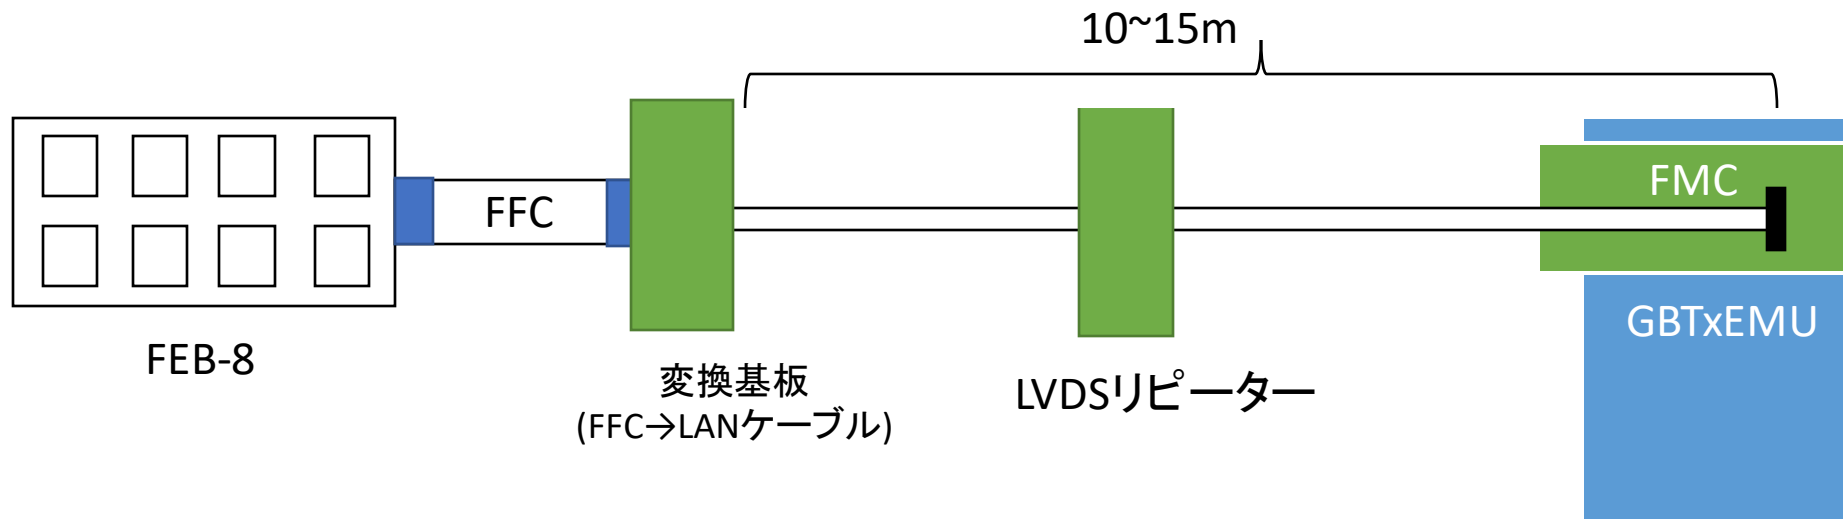 10~15m
FMC
FFC
GBTxEMU
FEB-8
変換基板
(FFC→LANケーブル)
LVDSリピーター